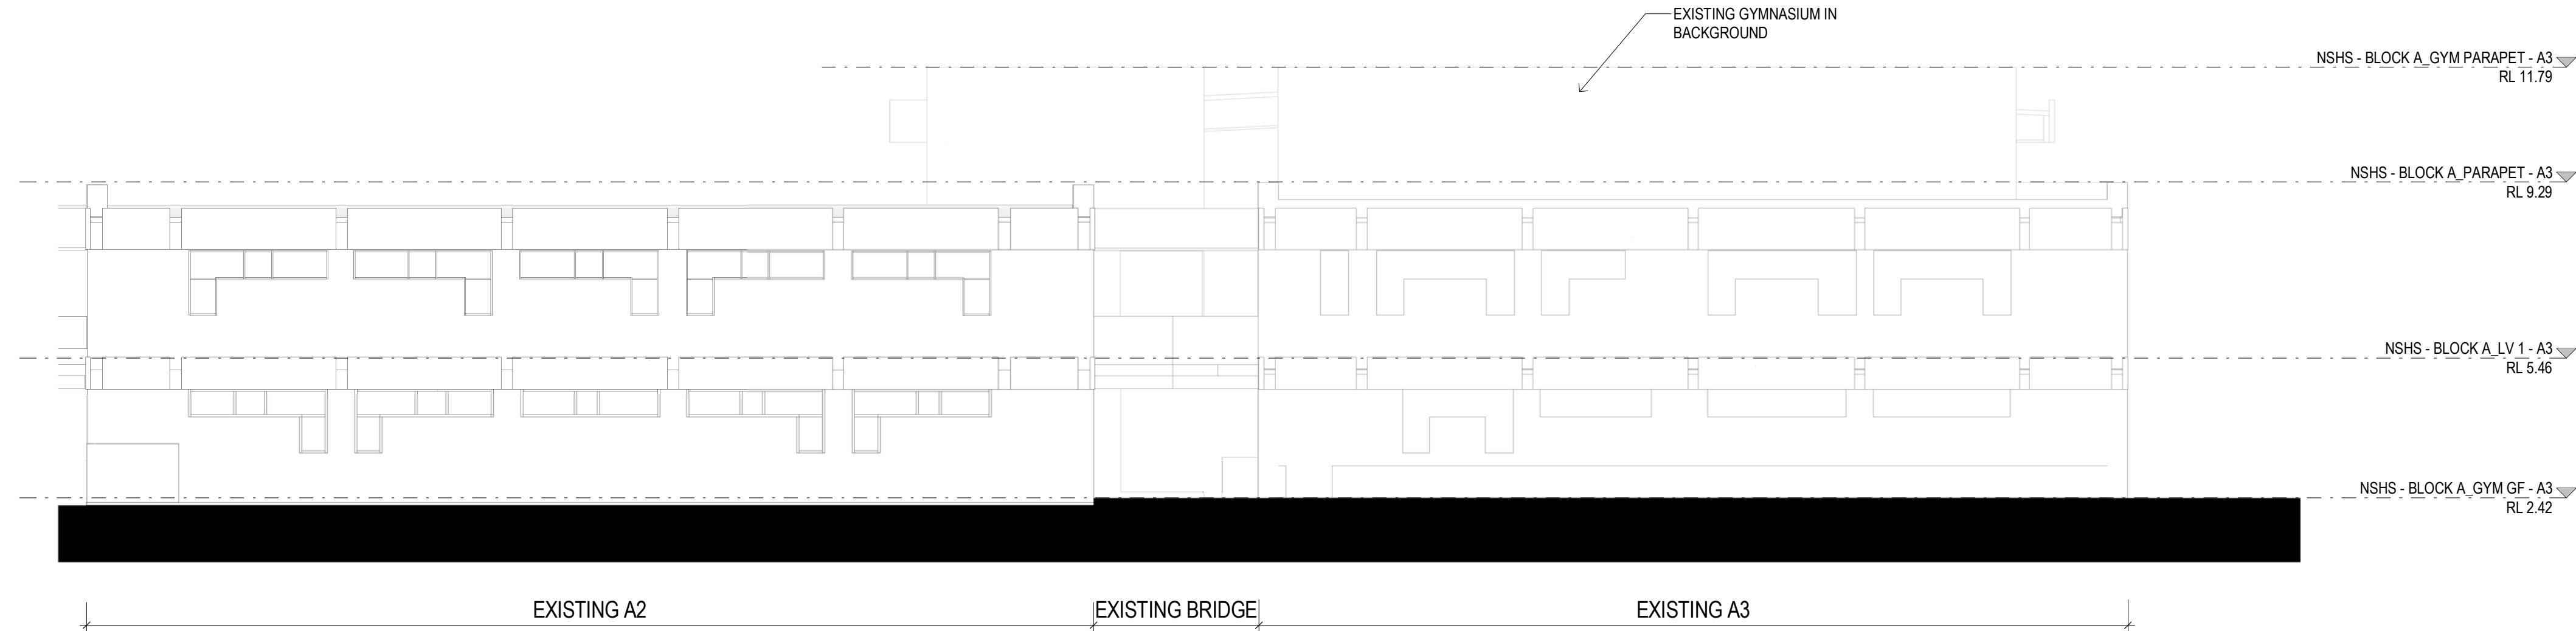 EXISTING GYMNASIUM IN
BACKGROUND
NSHS - BLOCK A_GYM PARAPET - A3
RL 11.79
NSHS - BLOCK A_PARAPET - A3
RL 9.29
NSHS - BLOCK A_LV 1 - A3
RL 5.46
NSHS - BLOCK A_GYM GF - A3
RL 2.42
EXISTING A2
EXISTING BRIDGE
EXISTING A3